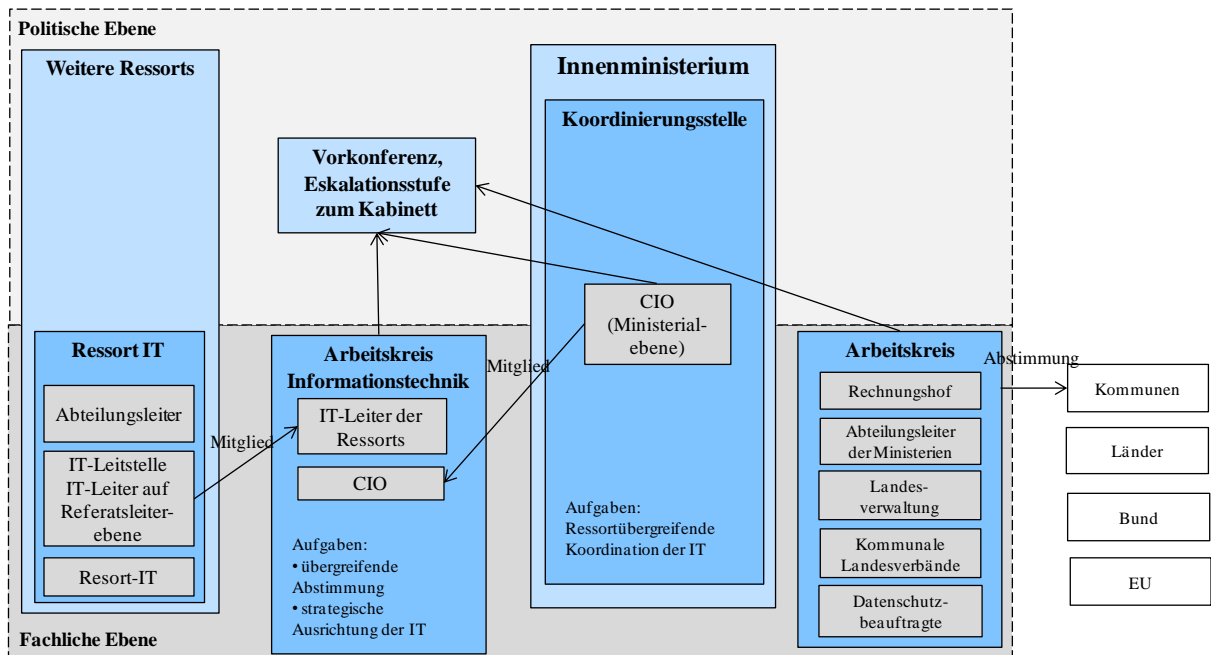 Politische Ebene
Weitere Ressorts
Ressort IT
Abteilungsleiter
IT-Leitstelle
IT-Leiter auf
Referatsleiter-
ebene
Resort-IT
Mitglied
Vorkonferenz,
Eskalationsstufe
zum Kabinett
Arbeitskreis
Informationstechnik
IT-Leiter der
Ressorts
CIO
Aufgaben:
• übergreifende
Abstimmung
• strategische
Ausrichtung der IT
Mitglied
Innenministerium
Koordinierungsstelle
CIO
(Ministerial-
ebene)
Aufgaben:
Ressortübergreifende
Koordination der IT
Arbeitskreis
Rechnungshof
Abteilungsleiter
der Ministerien
Landes-
verwaltung
Kommunale
Landesverbände
Datenschutz-
beauftragte
Abstimmung
Kommunen
Länder
Bund
EU
Fachliche Ebene